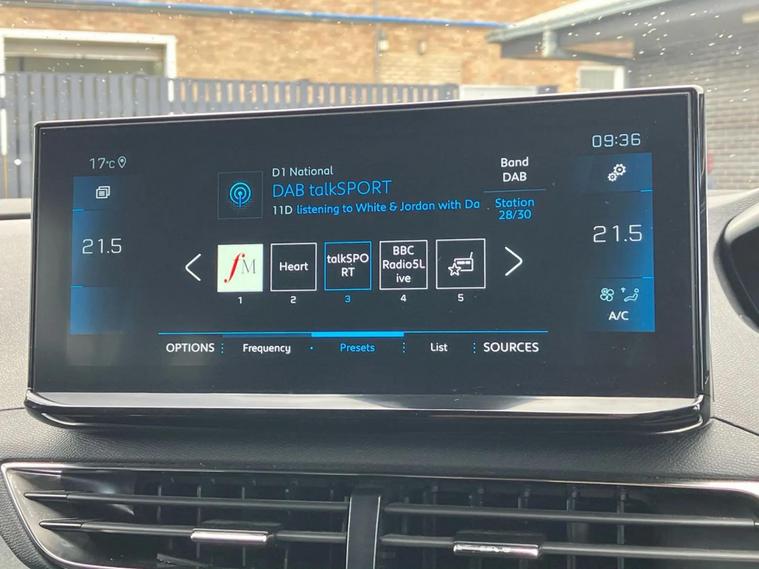 17°C
09:36
D1 National
DAB talkSPORT
11D listening to White & Jordan with Da
Band
DAB
Station
28/30
21.5
21.5
fM
Heart
talkSPO
RT
BBC
Radio5L
ive
1
2
3
4
5
A/C
OPTIONS
Frequency
Presets
List
SOURCES